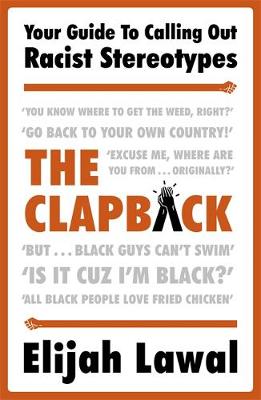 Your Guide To Calling Out
Racist Stereotypes
'YOU KNOW WHERE TO GET THE WEED, RIGHT?'
'GO BACK TO YOUR OWN COUNTRY!'
THE
'EXCUSE ME, WHERE ARE
YOU FROM... ORIGINALLY?'
CLAPBACK
'BUT... BLACK GUYS CAN'T SWIM'
'IS IT CUZ I'M BLACK?'
'ALL BLACK PEOPLE LOVE FRIED CHICKEN'
Elijah Lawal